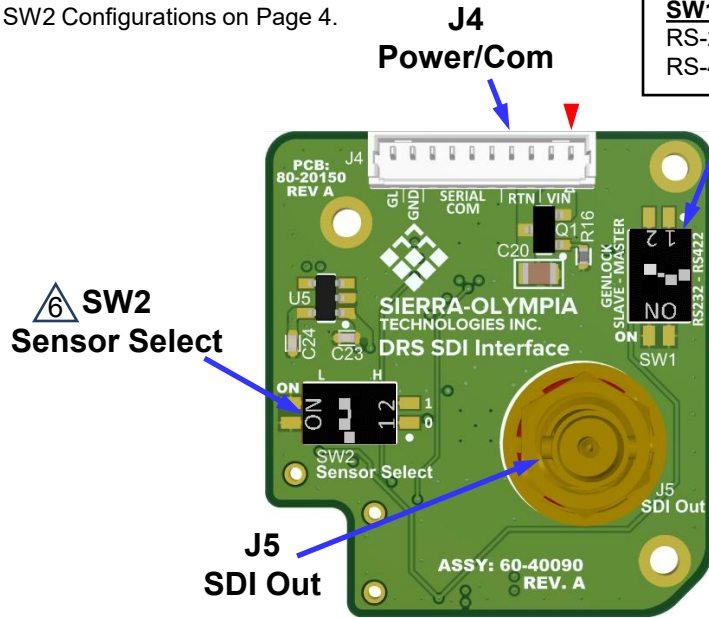 SW2 Configurations on Page 4.
J4
Power/Com
J4
PCB:
80-20150
REV A
GL
GND
SERIAL
COM
RTN
VIN
Q1
R16
C20
GENLOCK
SLAVE - MASTER
RS232 - RS422
1 2
ON
ON
SW1
6 SW2
Sensor Select
U5
C24
C23
SIERRA-OLYMPIA
TECHNOLOGIES INC.
DRS SDI Interface
L H
ON
ON
1 2
1
0
SW2
Sensor Select
J5
SDI Out
J5
SDI Out
ASSY: 60-40090
REV. A